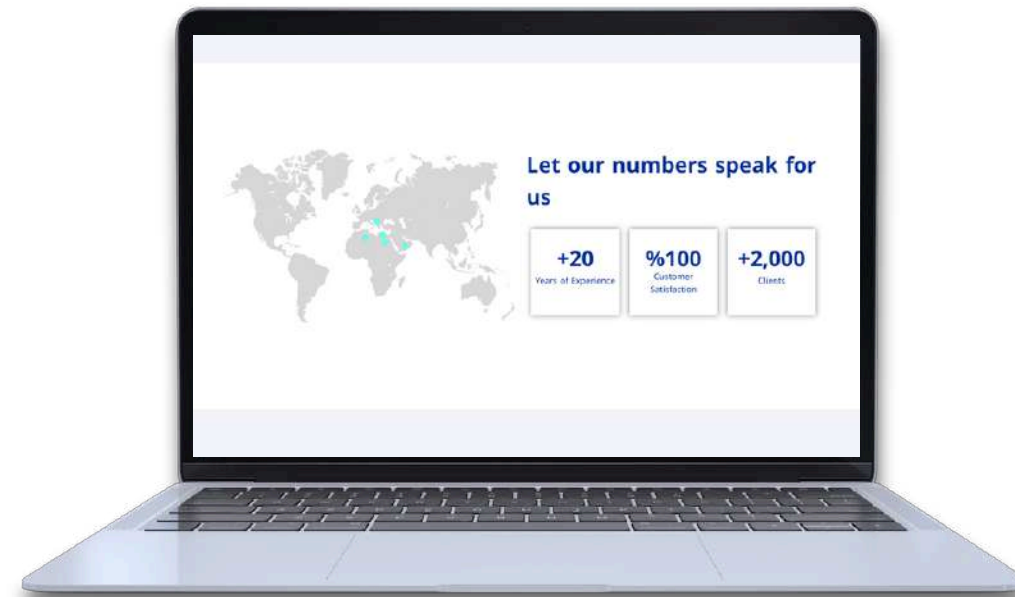 Let our numbers speak for
us
+20
Years of Experience
%100
Customer
Satisfaction
+2,000
Clients